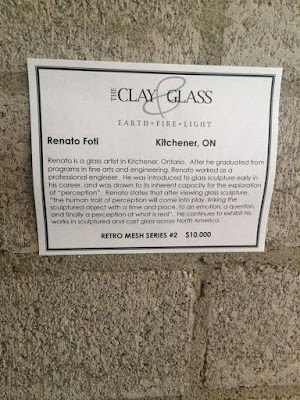 THE CLAY & GLASS
EARTH • FIRE • LIGHT
Renato Foti Kitchener, ON
Renato is a glass artist in Kitchener, Ontario. After he graduated from
programs in fine arts and engineering, Renato worked as a
professional engineer. He was introduced to glass sculpture early in
his career, and was drawn to its inherent capacity for the exploration
of "perception". Renato states that after viewing glass sculpture,
"the human trait of perception will come into play, linking the
sculptured object with a time and place, to an emotion, a question,
and finally a perception of what is real". He continues to exhibit his
works in sculptured and cast glass across North America.
RETRO MESH SERIES #2 $10,000